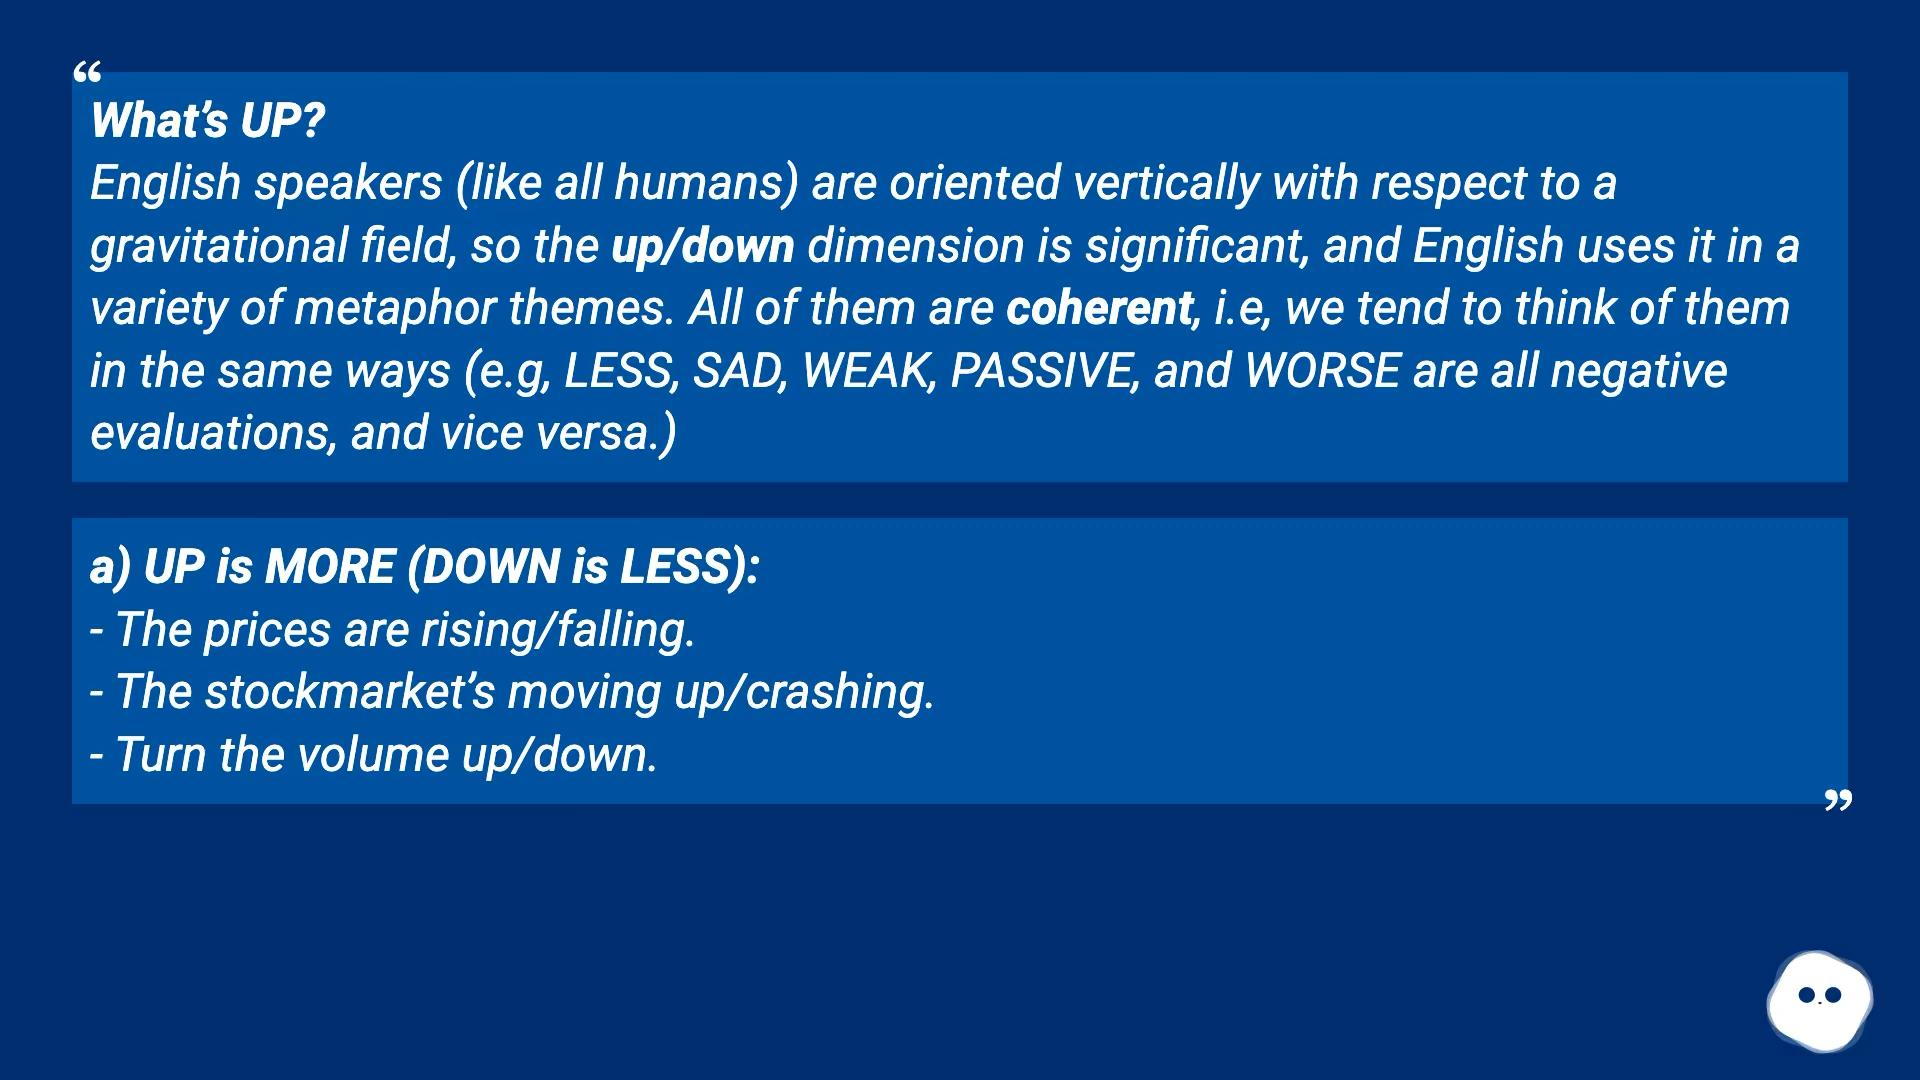 “
What’s UP?
English speakers (like all humans) are oriented vertically with respect to a
gravitational field, so the up/down dimension is significant, and English uses it in a
variety of metaphor themes. All of them are coherent, i.e, we tend to think of them
in the same ways (e.g, LESS, SAD, WEAK, PASSIVE, and WORSE are all negative
evaluations, and vice versa.)
a) UP is MORE (DOWN is LESS):
- The prices are rising/falling.
- The stockmarket’s moving up/crashing.
- Turn the volume up/down.
”